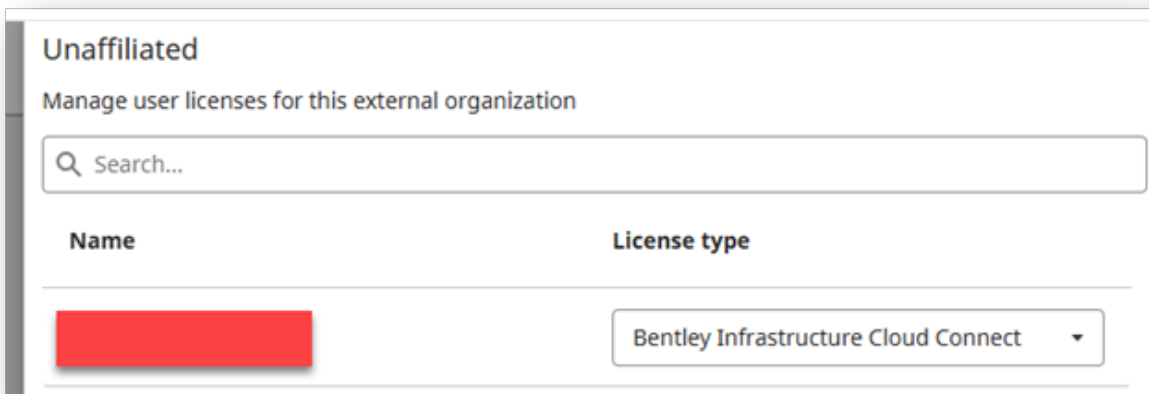 Unaffiliated
Manage user licenses for this external organization
Search...
Name License type
Bentley Infrastructure Cloud Connect